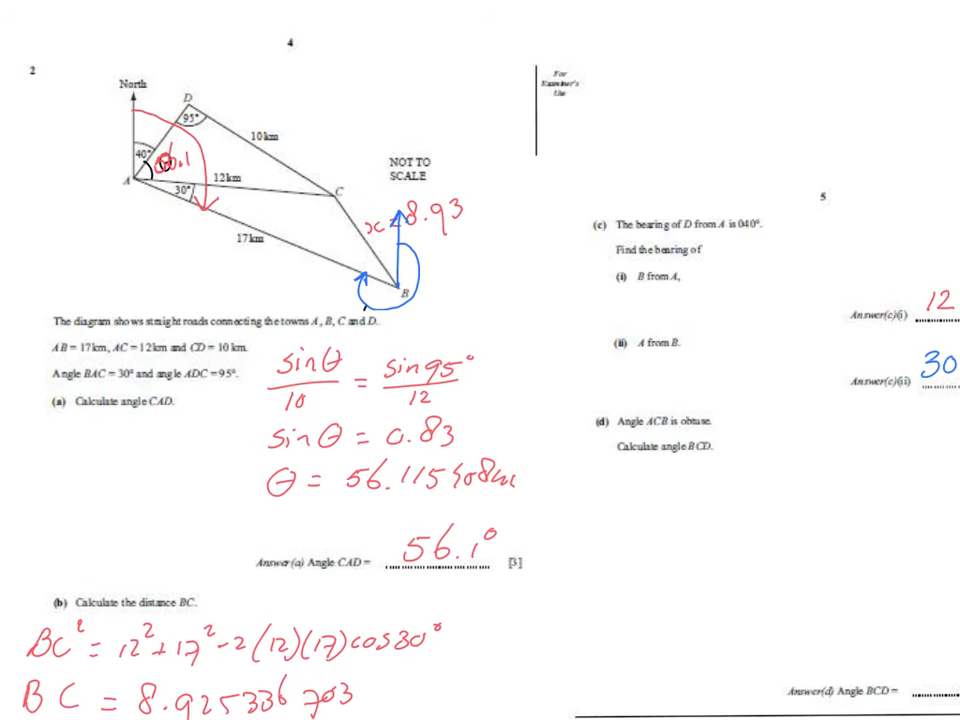 4
2
North
D
95°
10km
40°
56.1
A
12km
30°
C
NOT TO
SCALE
x = 8.93
17km
B
The diagram shows straight roads connecting the towns A, B, C and D.
AB = 17km, AC = 12km and CD = 10 km.
Angle BAC = 30° and angle ADC = 95°.
(a) Calculate angle CAD.
sinθ/10 = sin95°/12
sinθ = 0.83
θ = 56.115408
56.1°
Answer(a) Angle CAD = [3]
(b) Calculate the distance BC.
BC² = 12² + 17² - 2(12)(17)cos30°
BC = 8.925336703
For
Examiner's
Use
5
(c) The bearing of D from A is 040°.
Find the bearing of
(i) B from A,
Answer(c)(i) 12
(ii) A from B.
Answer(c)(ii) 30
(d) Angle ACB is obtuse.
Calculate angle BCD.
Answer(d) Angle BCD =